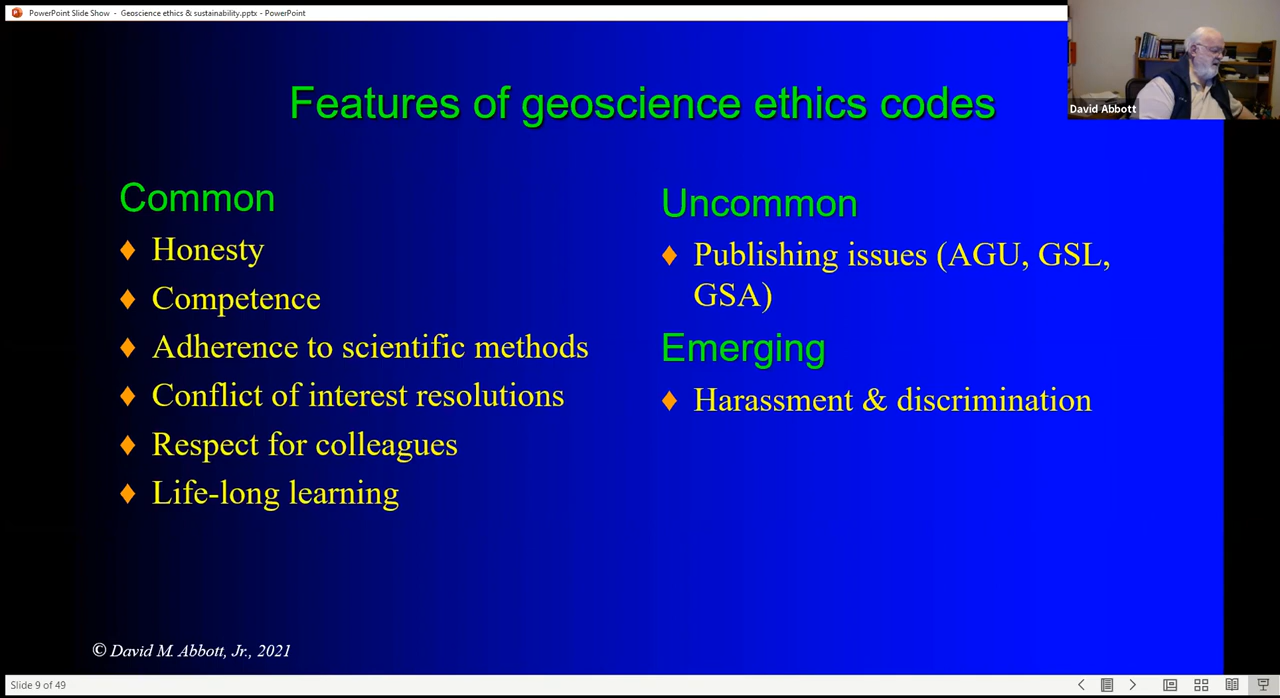 PowerPoint Slide Show - Geoscience ethics & sustainability.pptx - PowerPoint
David Abbott
Features of geoscience ethics codes
Common
Honesty
Competence
Adherence to scientific methods
Conflict of interest resolutions
Respect for colleagues
Life-long learning
Uncommon
Publishing issues (AGU, GSL,
GSA)
Emerging
Harassment & discrimination
© David M. Abbott, Jr., 2021
Slide 9 of 49